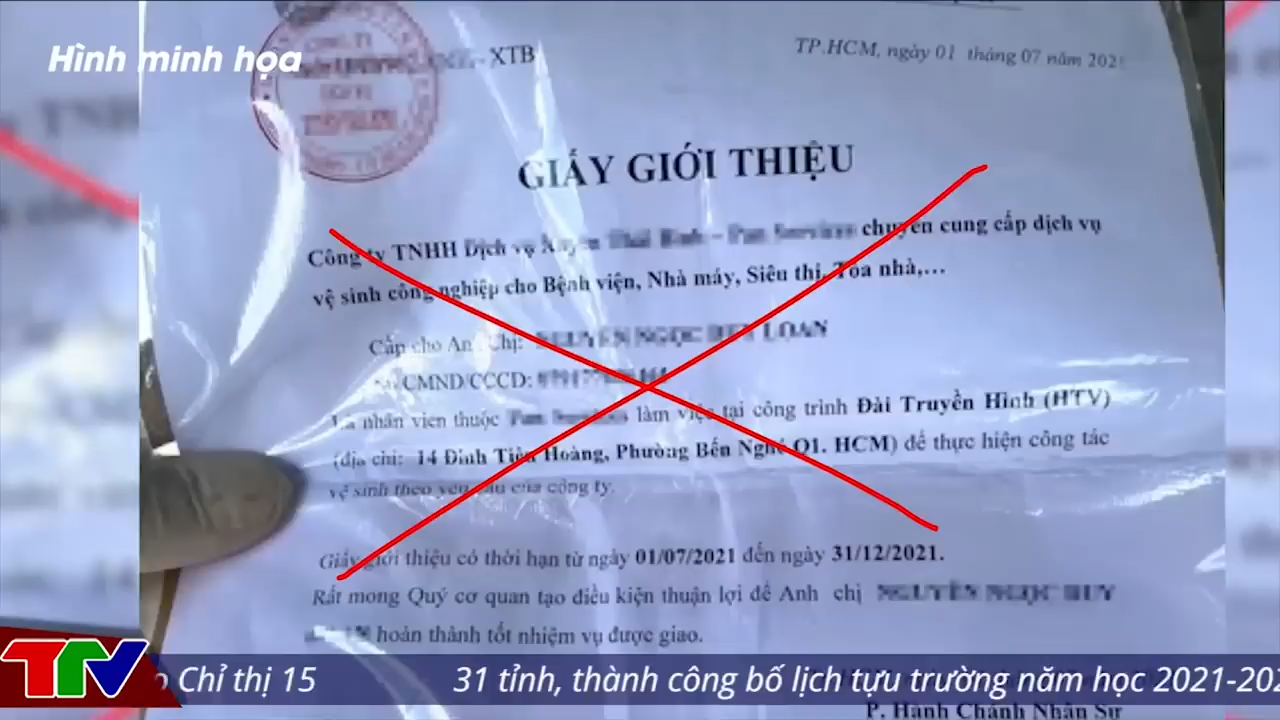 Hình minh họa
XTB
TP.HCM, ngày 01 tháng 07 năm 202
GIẤY GIỚI THIỆU
Công ty TNHH Dịch vụ chuyên cung cấp dịch vụ
vệ sinh công nghiệp cho Bệnh viện, Nhà máy, Siêu thị, Tòa nhà,...
Cấp cho Anh Chị: LOAN
CMND/CCCD:
Là nhân viên thuộc làm việc tại công trình Đài Truyền Hình (HTV)
(địa chỉ: 14 Đinh Tiên Hoàng, Phường Bến Nghé Q1. HCM) để thực hiện công tác
vệ sinh theo yêu cầu của công ty.
Giấy giới thiệu có thời hạn từ ngày 01/07/2021 đến ngày 31/12/2021.
Rất mong Quý cơ quan tạo điều kiện thuận lợi để Anh chị
hoàn thành tốt nhiệm vụ được giao.
P. Hành Chánh Nhân Sự
TTV
Chỉ thị 15 31 tỉnh, thành công bố lịch tựu trường năm học 2021-202